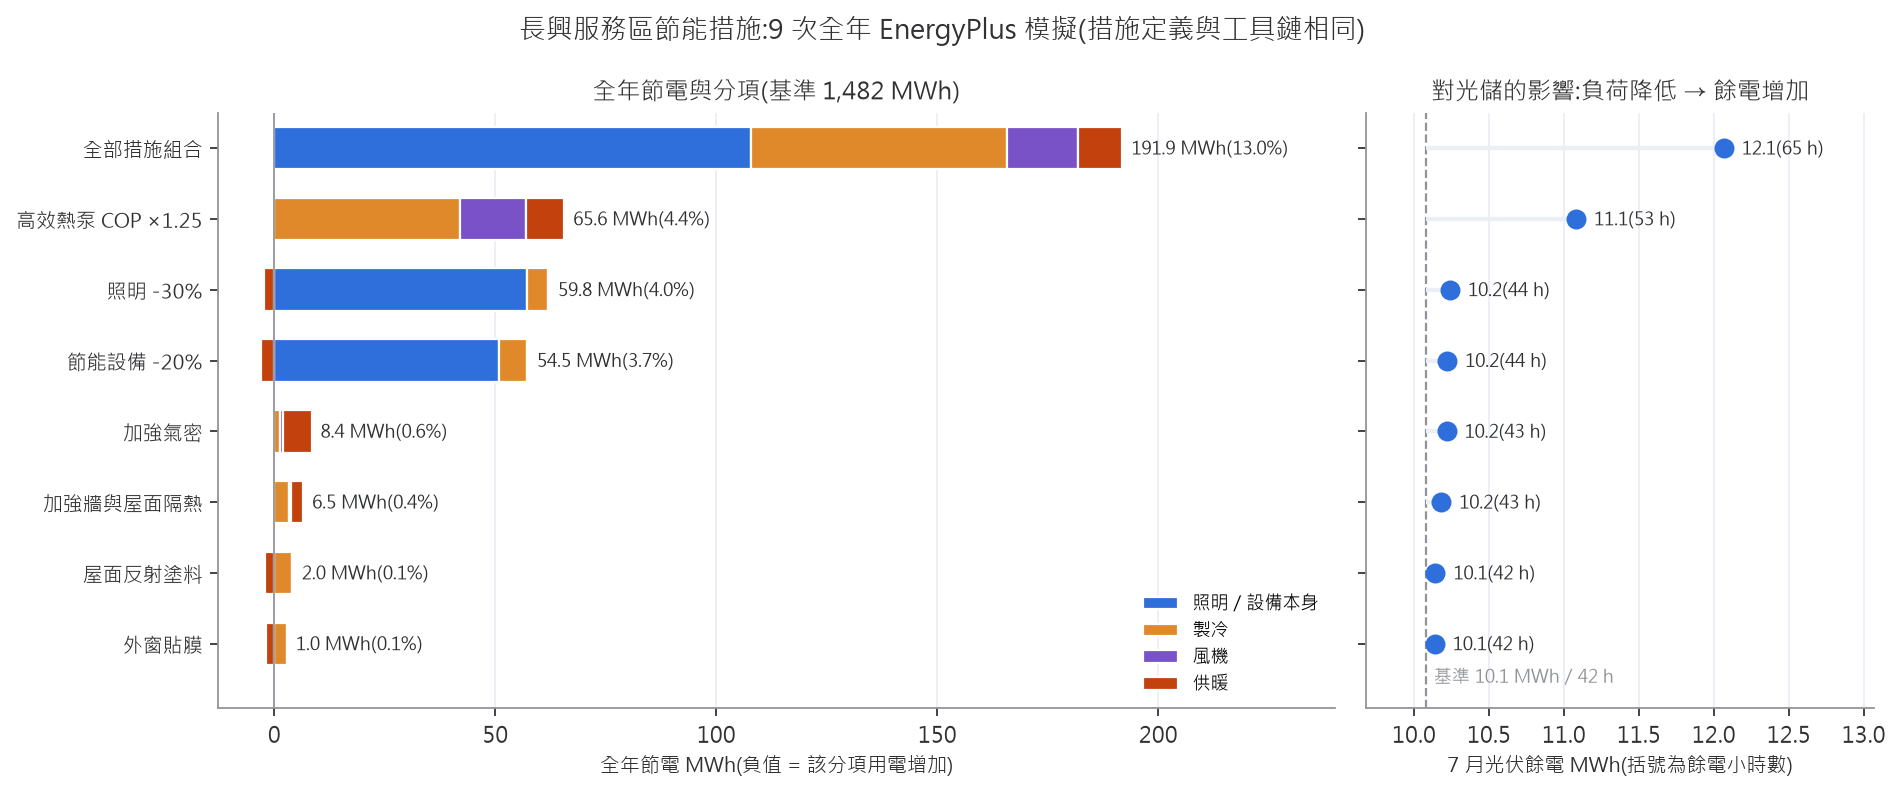 長興服務區節能措施:9 次全年 EnergyPlus 模擬(措施定義與工具鏈相同)
全年節電與分項(基準 1,482 MWh)
全部措施組合
191.9 MWh(13.0%)
高效熱泵 COP ×1.25
65.6 MWh(4.4%)
照明 -30%
59.8 MWh(4.0%)
節能設備 -20%
54.5 MWh(3.7%)
加強氣密
8.4 MWh(0.6%)
加強牆與屋面隔熱
6.5 MWh(0.4%)
屋面反射塗料
2.0 MWh(0.1%)
外窗貼膜
1.0 MWh(0.1%)
照明 / 設備本身
製冷
風機
供暖
0 50 100 150 200
全年節電 MWh(負值 = 該分項用電增加)
對光儲的影響:負荷降低 → 餘電增加
12.1(65 h)
11.1(53 h)
10.2(44 h)
10.2(44 h)
10.2(43 h)
10.2(43 h)
10.1(42 h)
10.1(42 h)
基準 10.1 MWh / 42 h
10.0 10.5 11.0 11.5 12.0 12.5 13.0
7 月光伏餘電 MWh(括號為餘電小時數)